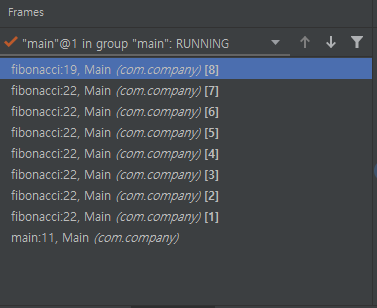 Frames
"main"@1 in group "main": RUNNING
fibonacci:19, Main (com.company) [8]
fibonacci:22, Main (com.company) [7]
fibonacci:22, Main (com.company) [6]
fibonacci:22, Main (com.company) [5]
fibonacci:22, Main (com.company) [4]
fibonacci:22, Main (com.company) [3]
fibonacci:22, Main (com.company) [2]
fibonacci:22, Main (com.company) [1]
main:11, Main (com.company)